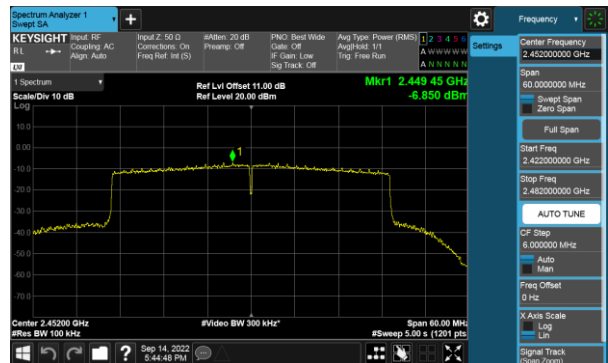 Spectrum Analyzer 1
Swept SA
+
Frequency
KEYSIGHT
RL
LXI
Input: RF
Coupling: AC
Align: Auto
Input Z: 50 Ω
Corrections: On
Freq Ref: Int (S)
#Atten: 20 dB
Preamp: Off
PNO: Best Wide
Gate: Off
IF Gain: Low
Sig Track: Off
Avg Type: Power (RMS)
Avg|Hold: 1/1
Trig: Free Run
1 2 3 4 5 6
A W W W W W
A N N N N N
1 Spectrum
Scale/Div 10 dB
Log
Ref Lvl Offset 11.00 dB
Ref Level 20.00 dBm
Mkr1 2.449 45 GHz
-6.850 dBm
10.0
0.00
-10.0
-20.0
-30.0
-40.0
-50.0
-60.0
-70.0
1
Center 2.45200 GHz
#Res BW 100 kHz
#Video BW 300 kHz*
Span 60.00 MHz
#Sweep 5.00 s (1201 pts)
Sep 14, 2022
5:44:48 PM
?
Settings
Center Frequency
2.452000000 GHz
Span
60.0000000 MHz
Swept Span
Zero Span
Full Span
Start Freq
2.422000000 GHz
Stop Freq
2.482000000 GHz
AUTO TUNE
CF Step
6.000000 MHz
Auto
Man
Freq Offset
0 Hz
X Axis Scale
Log
Lin
Signal Track
(Span Zoom)